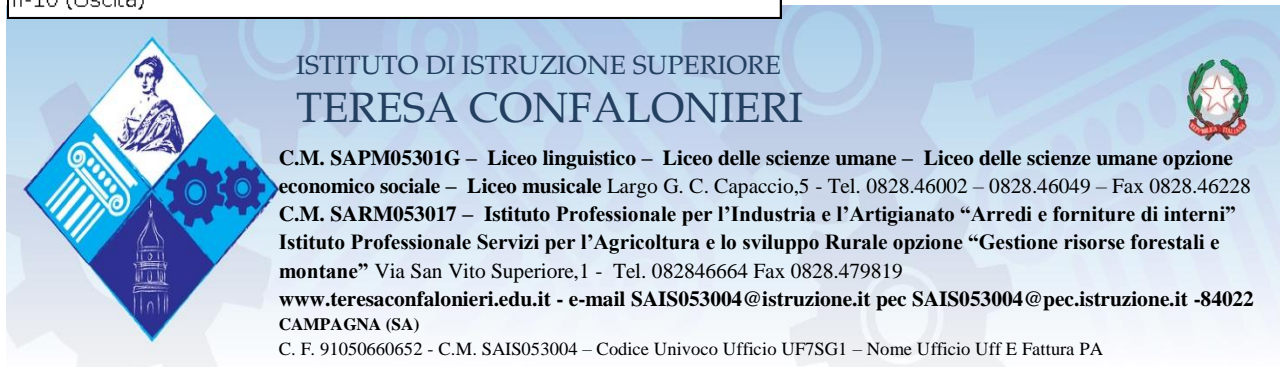 II-10 (Uscita)
ISTITUTO DI ISTRUZIONE SUPERIORE
TERESA CONFALONIERI
C.M. SAPM05301G – Liceo linguistico – Liceo delle scienze umane – Liceo delle scienze umane opzione
economico sociale – Liceo musicale Largo G. C. Capaccio,5 - Tel. 0828.46002 – 0828.46049 – Fax 0828.46228
C.M. SARM053017 – Istituto Professionale per l’Industria e l’Artigianato “Arredi e forniture di interni”
Istituto Professionale Servizi per l’Agricoltura e lo sviluppo Rurale opzione “Gestione risorse forestali e
montane” Via San Vito Superiore,1 - Tel. 082846664 Fax 0828.479819
www.teresaconfalonieri.edu.it - e-mail SAIS053004@istruzione.it pec SAIS053004@pec.istruzione.it -84022
CAMPAGNA (SA)
C. F. 91050660652 - C.M. SAIS053004 – Codice Univoco Ufficio UF7SG1 – Nome Ufficio Uff E Fattura PA